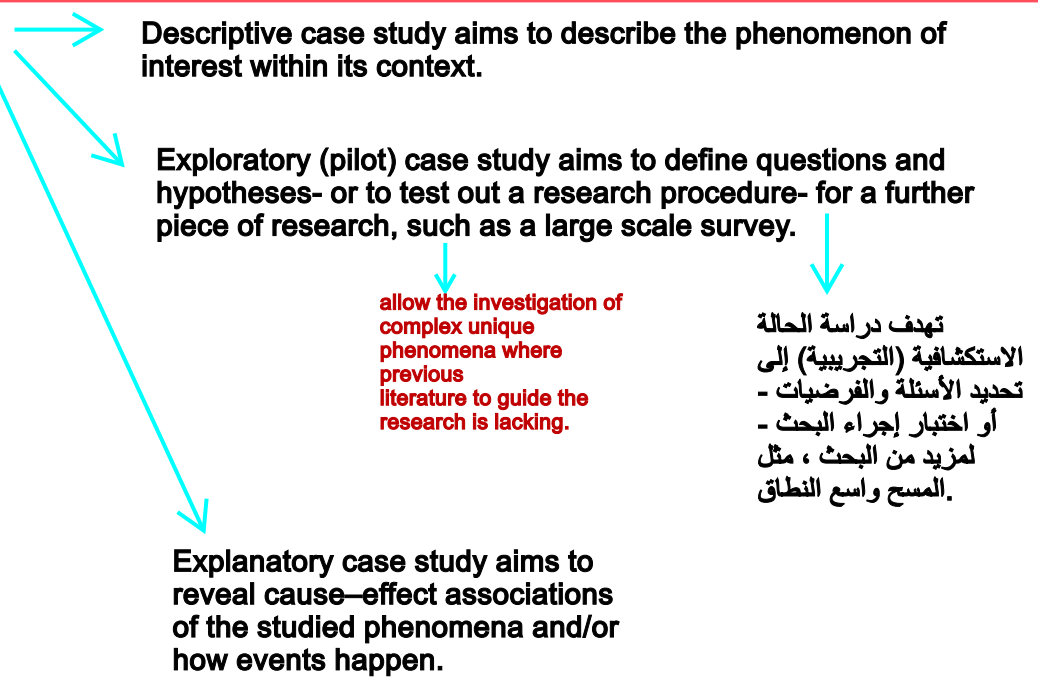 Descriptive case study aims to describe the phenomenon of
interest within its context.
Exploratory (pilot) case study aims to define questions and
hypotheses- or to test out a research procedure- for a further
piece of research, such as a large scale survey.
allow the investigation of
complex unique
phenomena where
previous
literature to guide the
research is lacking.
تهدف دراسة الحالة
الاستكشافية (التجريبية) إلى
تحديد الأسئلة والفرضيات -
أو اختبار إجراء البحث -
لمزيد من البحث ، مثل
المسح واسع النطاق.
Explanatory case study aims to
reveal cause–effect associations
of the studied phenomena and/or
how events happen.